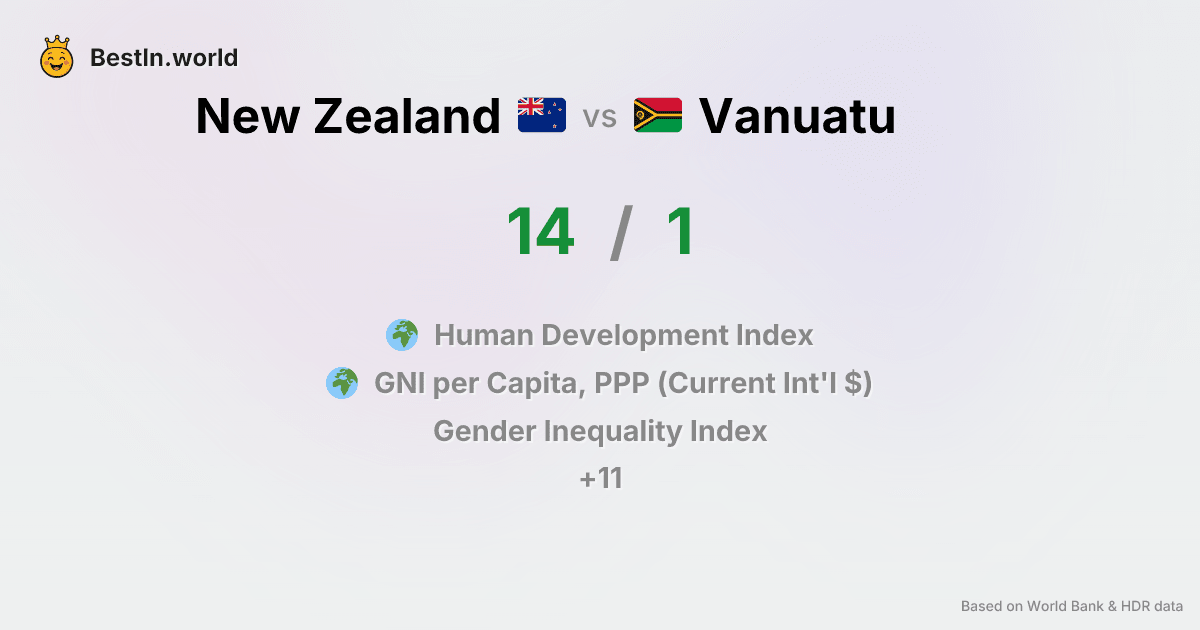 BestIn.world
New Zealand vs Vanuatu
14 / 1
Human Development Index
GNI per Capita, PPP (Current Int'l $)
Gender Inequality Index
+11
Based on World Bank & HDR data